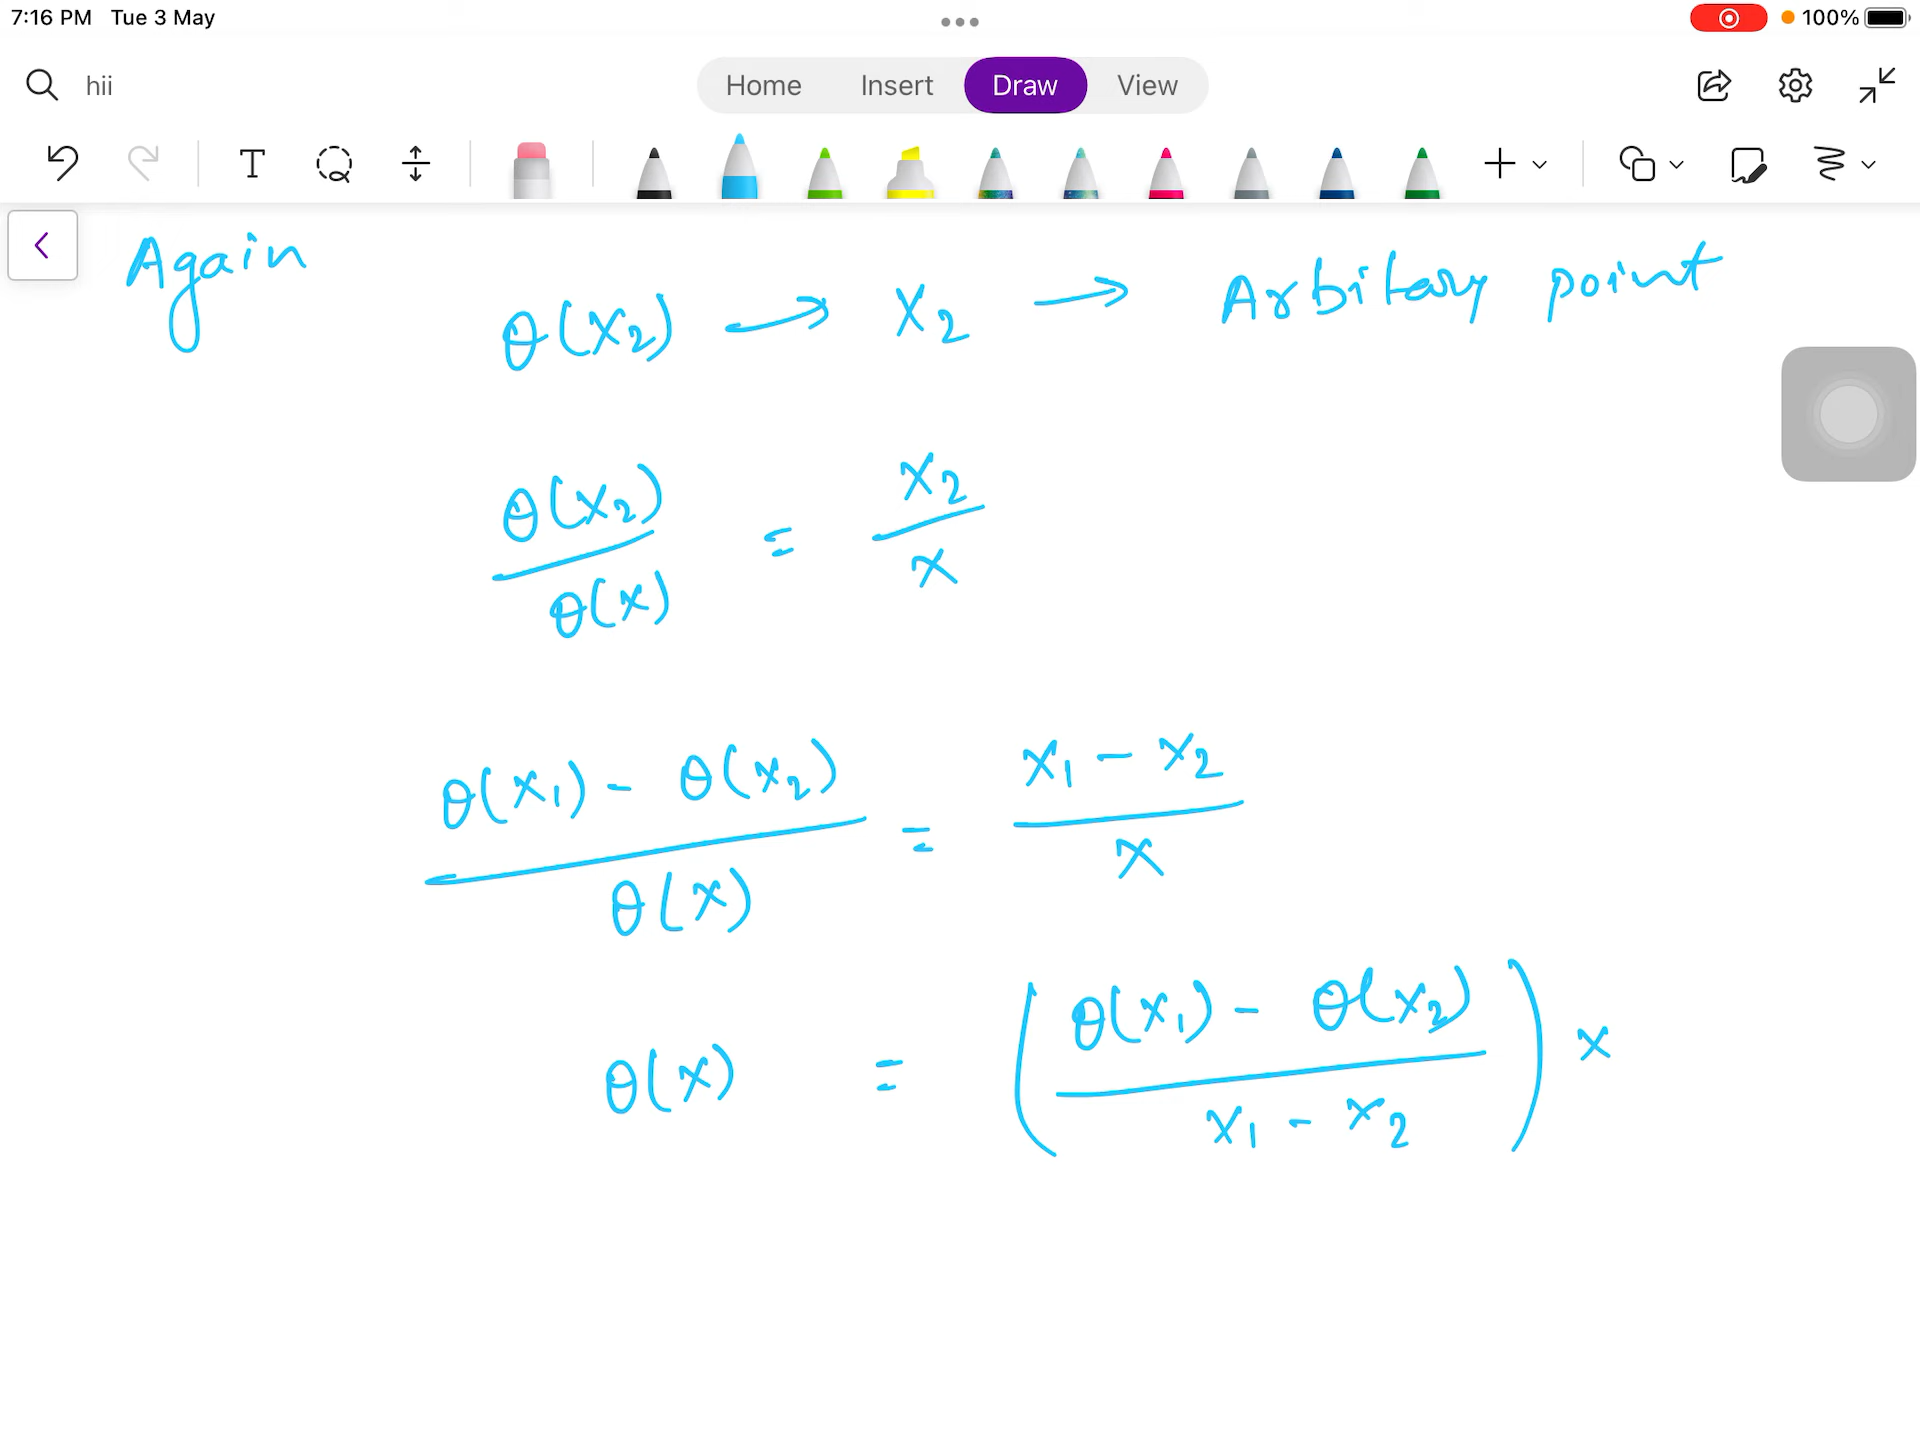 7:16 PM Tue 3 May 100%
hii Home Insert Draw View
T
Again
θ(x₂) → x₂ → Arbitary point
θ(x₂)/θ(x) = x₂/x
(θ(x₁) - θ(x₂))/θ(x) = (x₁ - x₂)/x
θ(x) = ((θ(x₁) - θ(x₂))/(x₁ - x₂)) x